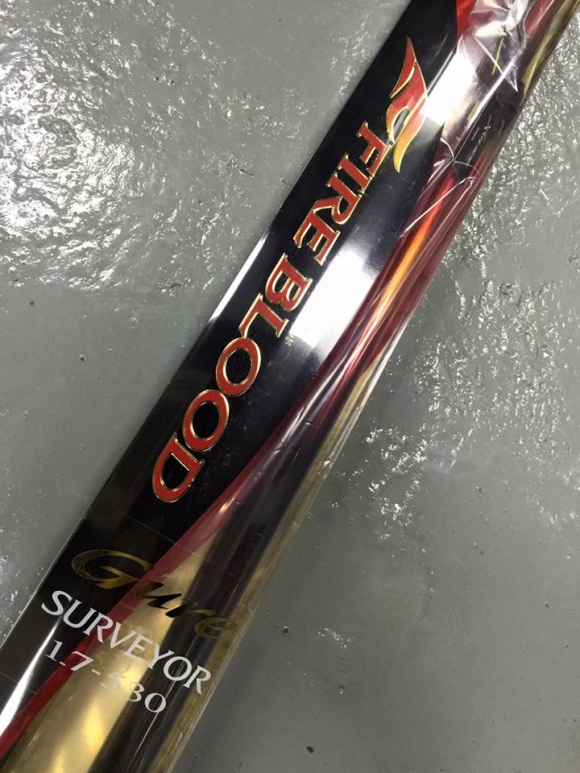 FIRE BLOOD
Gure
SURVEYOR
1.7-530